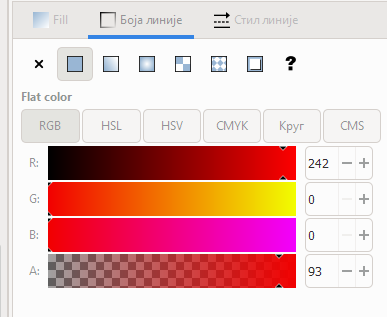 Fill Боја линије Стил линије
?
Flat color
RGB HSL HSV CMYK Круг CMS
R: 242
G: 0
B: 0
A: 93